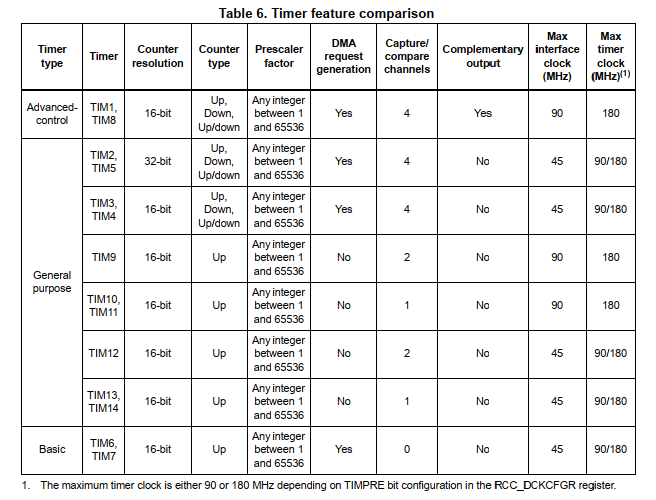 Table 6. Timer feature comparison
Timer type | Timer | Counter resolution | Counter type | Prescaler factor | DMA request generation | Capture/ compare channels | Complementary output | Max interface clock (MHz) | Max timer clock (MHz)(1)
Advanced-control | TIM1, TIM8 | 16-bit | Up, Down, Up/down | Any integer between 1 and 65536 | Yes | 4 | Yes | 90 | 180
General purpose | TIM2, TIM5 | 32-bit | Up, Down, Up/down | Any integer between 1 and 65536 | Yes | 4 | No | 45 | 90/180
TIM3, TIM4 | 16-bit | Up, Down, Up/down | Any integer between 1 and 65536 | Yes | 4 | No | 45 | 90/180
TIM9 | 16-bit | Up | Any integer between 1 and 65536 | No | 2 | No | 90 | 180
TIM10, TIM11 | 16-bit | Up | Any integer between 1 and 65536 | No | 1 | No | 90 | 180
TIM12 | 16-bit | Up | Any integer between 1 and 65536 | No | 2 | No | 45 | 90/180
TIM13, TIM14 | 16-bit | Up | Any integer between 1 and 65536 | No | 1 | No | 45 | 90/180
Basic | TIM6, TIM7 | 16-bit | Up | Any integer between 1 and 65536 | Yes | 0 | No | 45 | 90/180
1. The maximum timer clock is either 90 or 180 MHz depending on TIMPRE bit configuration in the RCC_DCKCFGR register.